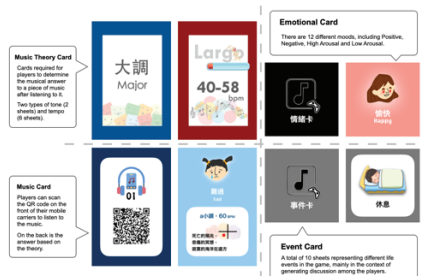 Music Theory Card
Cards required for
players to determine
the musical answer
to a piece of music
after listening to it.
Two types of tone (2
sheets) and tempo
(6 sheets).
大調
Major
Largo
40-58
bpm
Emotional Card
There are 12 different moods, including Positive,
Negative, High Arousal and Low Arousal.
情緒卡
愉快
Happy
Music Card
Players can scan
the QR code on the
front of their mobile
carriers to listen to
the music.
On the back is the
answer based on
the theory.
01
Sad
a小調·60 BPM
事件卡
休息
Event Card
A total of 10 sheets representing different life
events in the game, mainly in the context of
generating discussion among the players.